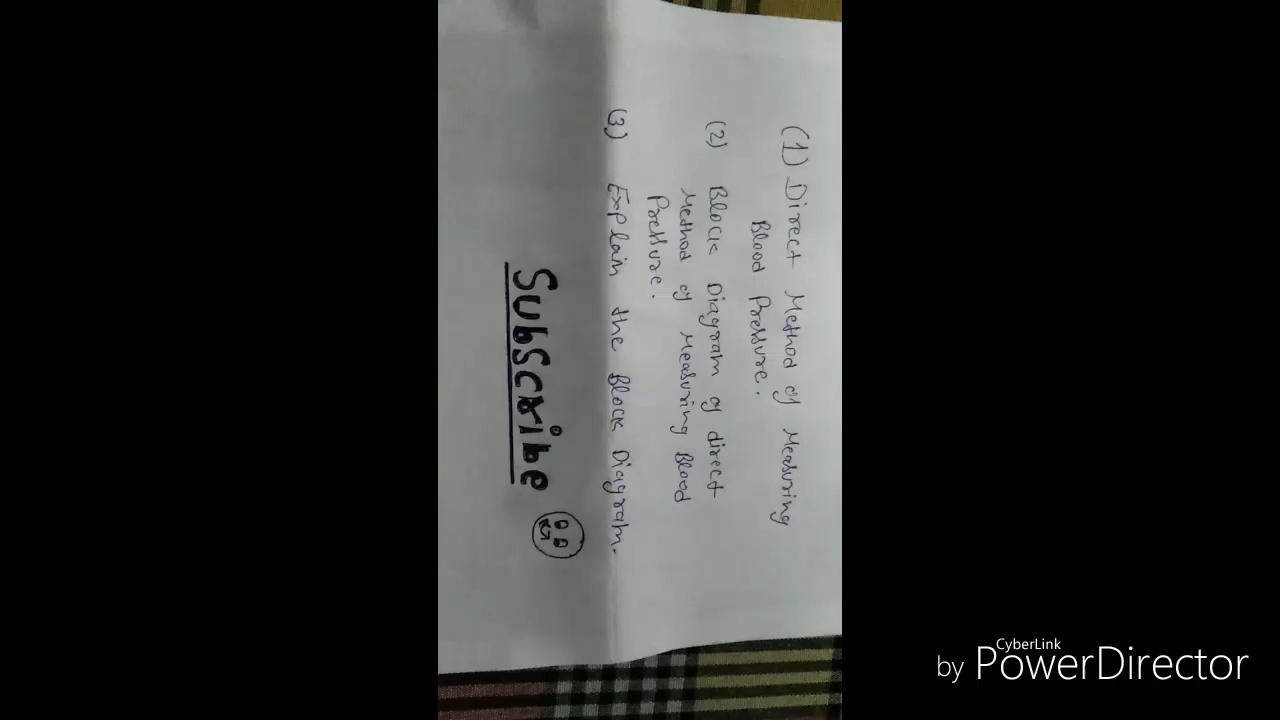 (1) Direct Method of Measuring
Blood Pressure.
(2) Block Diagram of direct
Method of Measuring Blood
Pressure.
(3) Explain the Block Diagram.
Subscribe
CyberLink
by PowerDirector